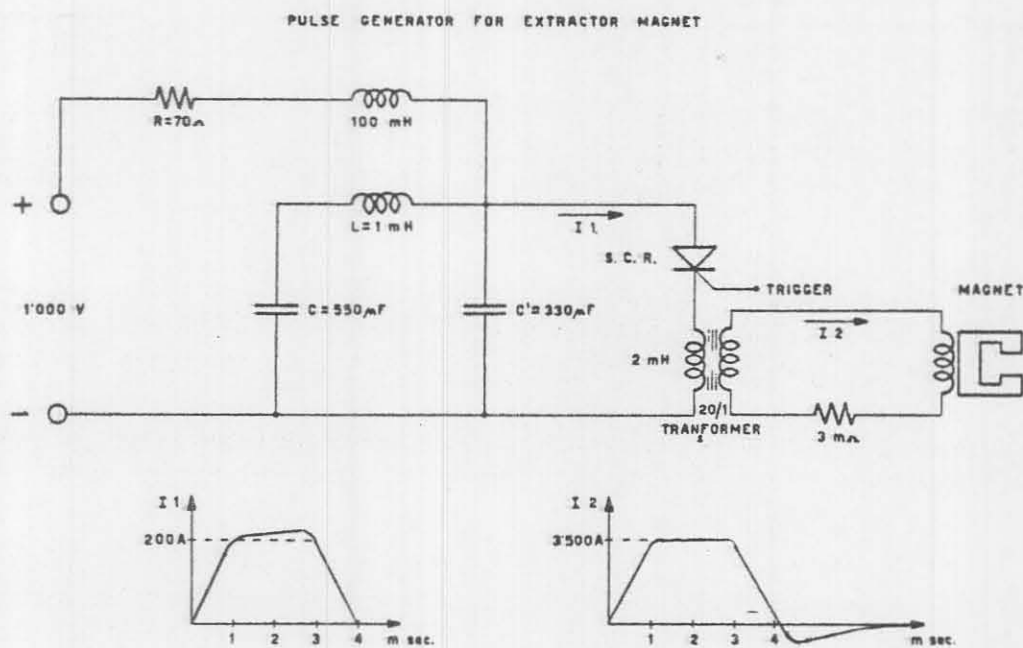 PULSE GENERATOR FOR EXTRACTOR MAGNET
R=70Ω
100 mH
+
L=1 mH
I 1.
S. C. R.
TRIGGER
MAGNET
1'000 V
C = 550 μF
C' = 330 μF
I 2
2 mH
-
20/1
TRANFORMER
3 mΩ
I 1
I 2
200 A
3'500 A
1 2 3 4 m sec.
1 2 3 4 m sec.